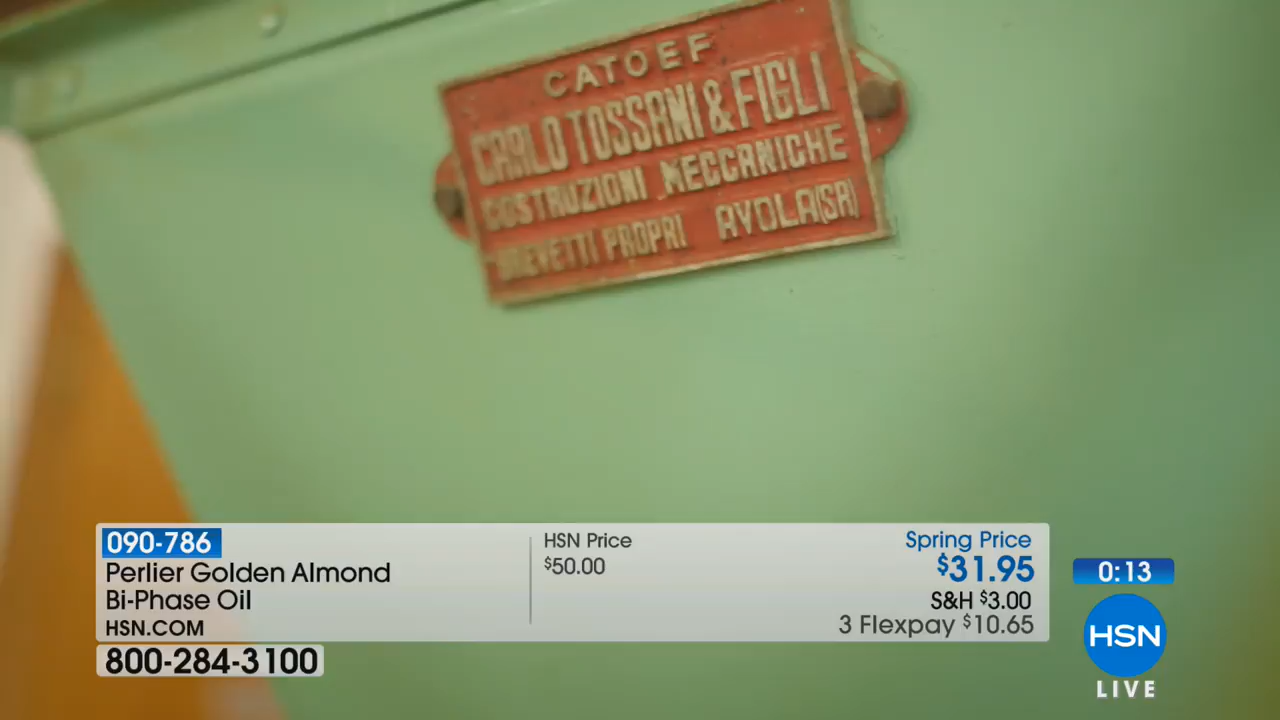 CATOEF
CARLO TOSSANI & FIGLI
COSTRUZIONI MECCANICHE
BREVETTI PROPRI AVOLA(SR)
090-786
Perlier Golden Almond
Bi-Phase Oil
HSN.COM
800-284-3100
HSN Price
$50.00
Spring Price
$31.95
S&H $3.00
3 Flexpay $10.65
0:13
HSN
LIVE